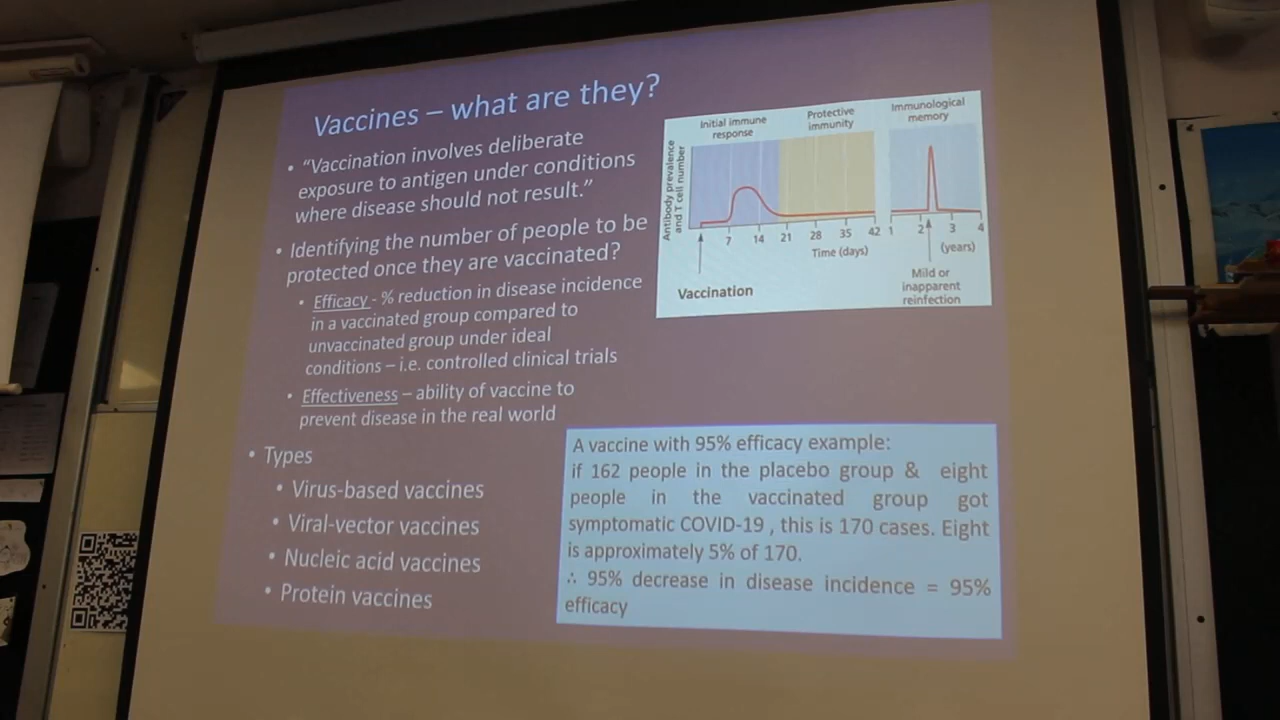 Vaccines – what are they?
• “Vaccination involves deliberate
exposure to antigen under conditions
where disease should not result.”
• Identifying the number of people to be
protected once they are vaccinated?
• Efficacy - % reduction in disease incidence
in a vaccinated group compared to
unvaccinated group under ideal
conditions – i.e. controlled clinical trials
• Effectiveness – ability of vaccine to
prevent disease in the real world
• Types
• Virus-based vaccines
• Viral-vector vaccines
• Nucleic acid vaccines
• Protein vaccines
Initial immune
response
Protective
immunity
Immunological
memory
Antibody prevalence
and T cell number
7 14 21 28 35 42 1 2 3 4
Time (days)
(years)
Vaccination
Mild or
inapparent
reinfection
A vaccine with 95% efficacy example:
if 162 people in the placebo group & eight
people in the vaccinated group got
symptomatic COVID-19 , this is 170 cases. Eight
is approximately 5% of 170.
∴ 95% decrease in disease incidence = 95%
efficacy